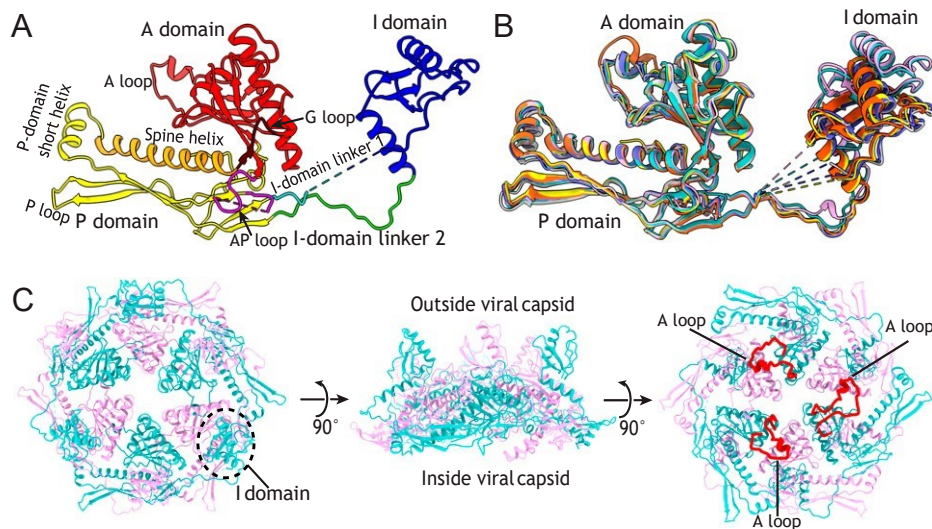 A
A domain
I domain
A loop
G loop
P-domain
short helix
Spine helix
I-domain linker 1
P loop
P domain
AP loop
I-domain linker 2
B
A domain
I domain
P domain
C
Outside viral capsid
90°
Inside viral capsid
90°
I domain
A loop
A loop
A loop